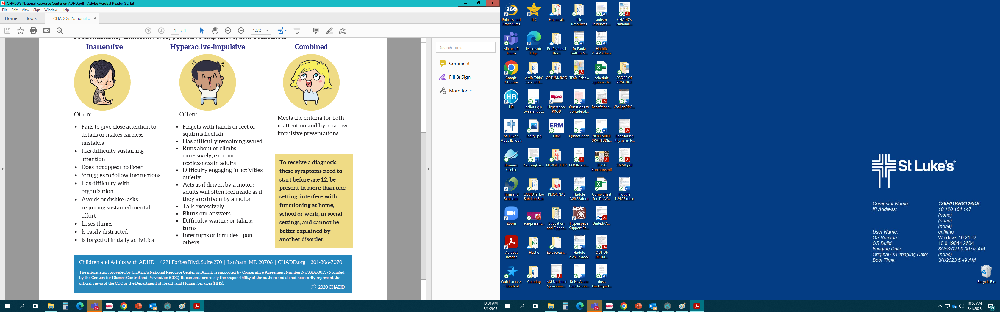 CHADD's National Resource Center on ADHD.pdf - Adobe Acrobat Reader (32-bit)
File Edit View Sign Window Help
Home Tools CHADD's National ... ×
1 / 1 125%
Inattentive
Often:
• Fails to give close attention to
details or makes careless
mistakes
• Has difficulty sustaining
attention
• Does not appear to listen
• Struggles to follow instructions
• Has difficulty with
organization
• Avoids or dislike tasks
requiring sustained mental
effort
• Loses things
• Is easily distracted
• Is forgetful in daily activities
Hyperactive-impulsive
Often:
• Fidgets with hands or feet or
squirms in chair
• Has difficulty remaining seated
• Runs about or climbs
excessively; extreme
restlessness in adults
• Difficulty engaging in activities
quietly
• Acts as if driven by a motor;
adults will often feel inside as if
they are driven by a motor
• Talk excessively
• Blurts out answers
• Difficulty waiting or taking
turns
• Interrupts or intrudes upon
others
Combined
Meets the criteria for both
inattention and hyperactive-
impulsive presentations.
To receive a diagnosis,
these symptoms need to
start before age 12, be
present in more than one
setting, interfere with
functioning at home,
school or work, in social
settings, and cannot be
better explained by
another disorder.
Children and Adults with ADHD | 4221 Forbes Blvd, Suite 270 | Lanham, MD 20706 | CHADD.org | 301-306-7070
The information provided by CHADD's National Resource Center on ADHD is supported by Cooperative Agreement Number NU38DD005376 funded
by the Centers for Disease Control and Prevention (CDC). Its contents are solely the responsibility of the authors and do not necesarily represent the
official views of the CDC or the Department of Health and Human Services (HHS).
© 2020 CHADD
Search tools
Comment
Fill & Sign
More Tools
10:50 AM
3/1/2023
Policies and
Procedures
TLC
Financials
Tele
Resources
autism
resources....
CHADD's
National...
Microsoft
Teams
Microsoft
Edge
Professional
Docs
Dr Paula
Griffith N...
Huddle
2.14.23.docx
Google
Chrome
AMD Takin'
Care of B...
OPTUM. BOO
TFSD-Scho...
schedule
options.xlsx
SCOPE OF
PRACTICE
HR
ballot ugly
sweater.docx
Hyperspace
PROD
Questions to
consider.d...
BenefitIncr...
CValignPPG...
St. Luke's
Apps & Tools
Starry.jpg
ERM
Quotes.docx
NOVEMBER
GRATITUDE...
Sponsoring
Physician F...
Business
Center
NursingCar...
NEWSLETTER
BOMlicens...
TFYSC
Brochure.pdf
CNAA.pdf
Time and
Schedule
COVID19 Too
Rah Loo Rah
PERSONAL
Huddle
5.26.22.docx
Comp Sheet
for Dr. W...
Huddle
1.24.23.docx
Zoom
ace-present...
Education
and Oppor...
Hyperspace
Support Re...
UnitedAA...
Acrobat
Reader
Hustle
EpicScreen...
Huddle
6.28.22.docx
OUT OF
DISTRI...
Quick access
- Shortcut
Coloring
MG Updated
Sponsorin...
Boise Acute
Care Resou...
dust.
kindergard...
St Luke's®
Computer Name: 136F01BHS126DS
IP Address: 10.120.164.147
(none)
(none)
(none)
User Name: griffithp
OS Version: Windows 10 21H2
OS Build: 10.0.19044.2604
Imaging Date: 8/25/2021 9:00:57 AM
Original OS Imaging Date: (none)
Boot Time: 3/1/2023 5:49 AM
Recycle Bin
10:50 AM
3/1/2023
21